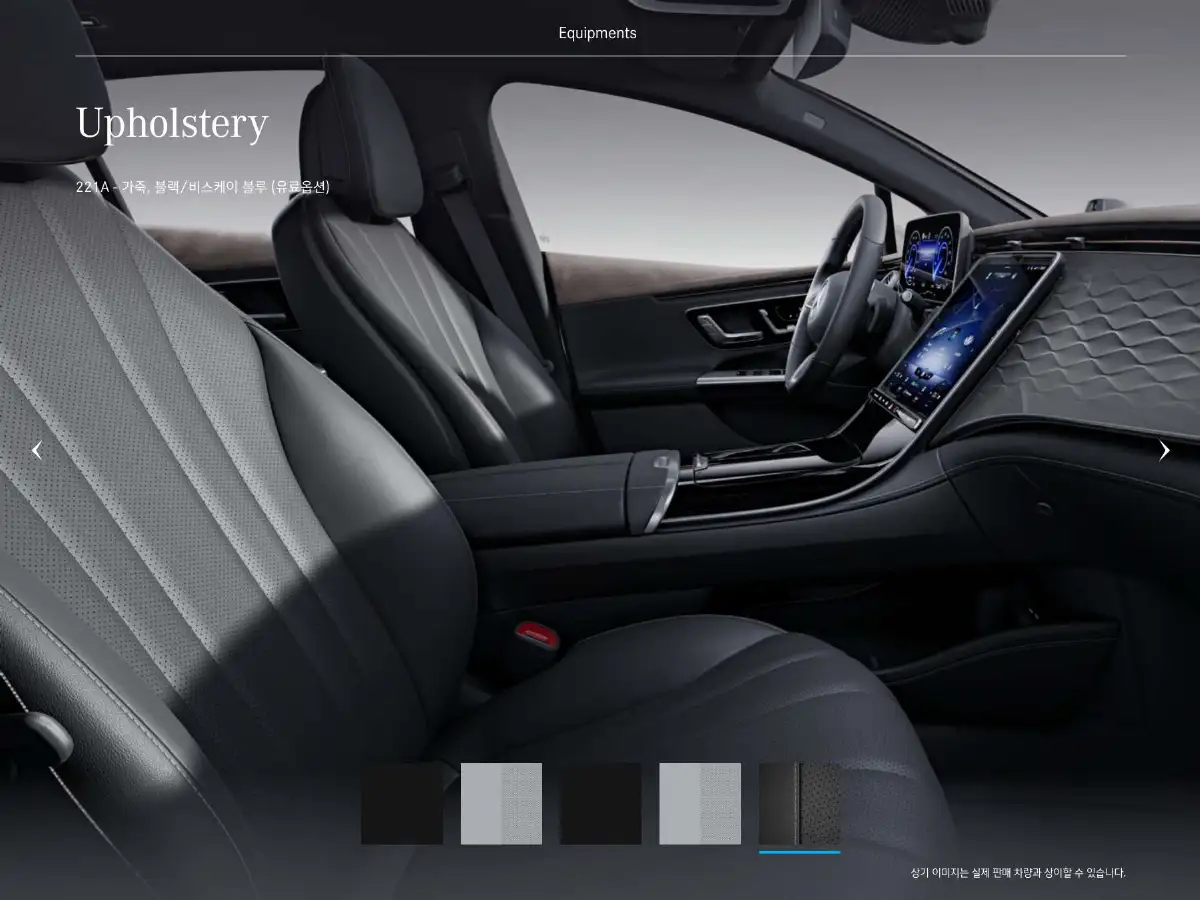 Equipments
Upholstery
221A - 가죽, 블랙/비스케이 블루 (유료옵션)
상기 이미지는 실제 판매 차량과 상이할 수 있습니다.